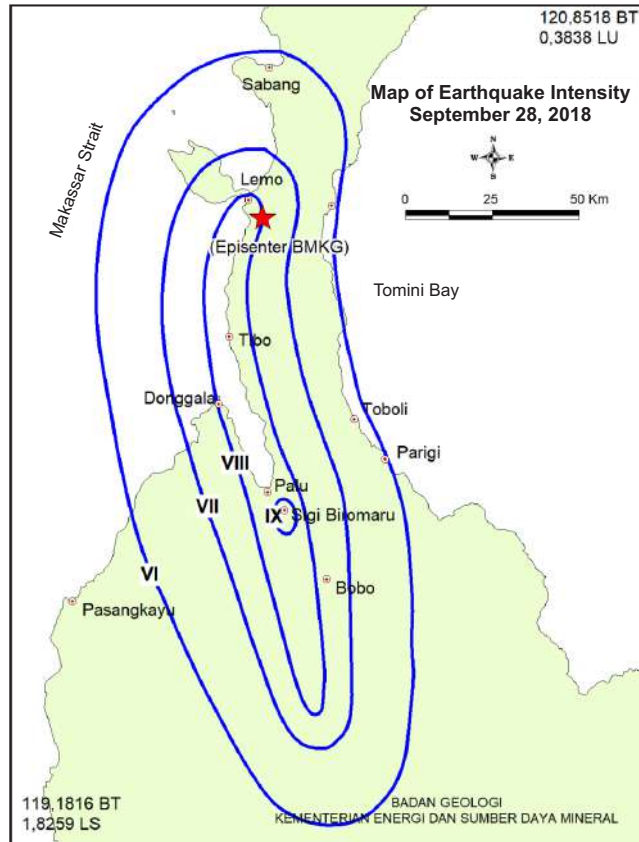 120,8518 BT
0,3838 LU
Sabang
Map of Earthquake Intensity
September 28, 2018
N
W E
S
0 25 50 Km
Makassar Strait
Lemo
(Episenter BMKG)
Tomini Bay
Tibo
Donggala
Toboli
Parigi
VIII
Palu
VII
IX
Sigi Biromaru
VI
Bobo
Pasangkayu
119,1816 BT
1,8259 LS
BADAN GEOLOGI
KEMENTERIAN ENERGI DAN SUMBER DAYA MINERAL